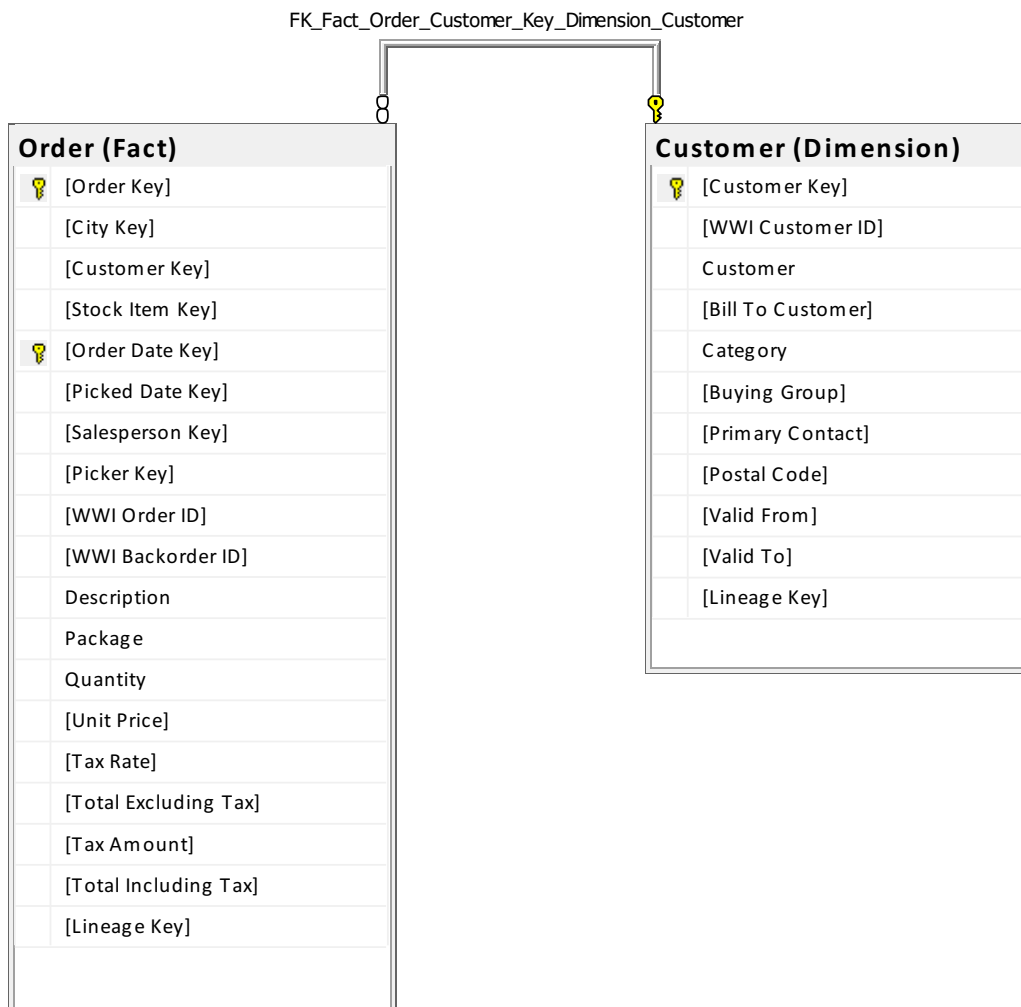 FK_Fact_Order_Customer_Key_Dimension_Customer
Order (Fact)
[Order Key]
[City Key]
[Customer Key]
[Stock Item Key]
[Order Date Key]
[Picked Date Key]
[Salesperson Key]
[Picker Key]
[WWI Order ID]
[WWI Backorder ID]
Description
Package
Quantity
[Unit Price]
[Tax Rate]
[Total Excluding Tax]
[Tax Amount]
[Total Including Tax]
[Lineage Key]
Customer (Dimension)
[Customer Key]
[WWI Customer ID]
Customer
[Bill To Customer]
Category
[Buying Group]
[Primary Contact]
[Postal Code]
[Valid From]
[Valid To]
[Lineage Key]